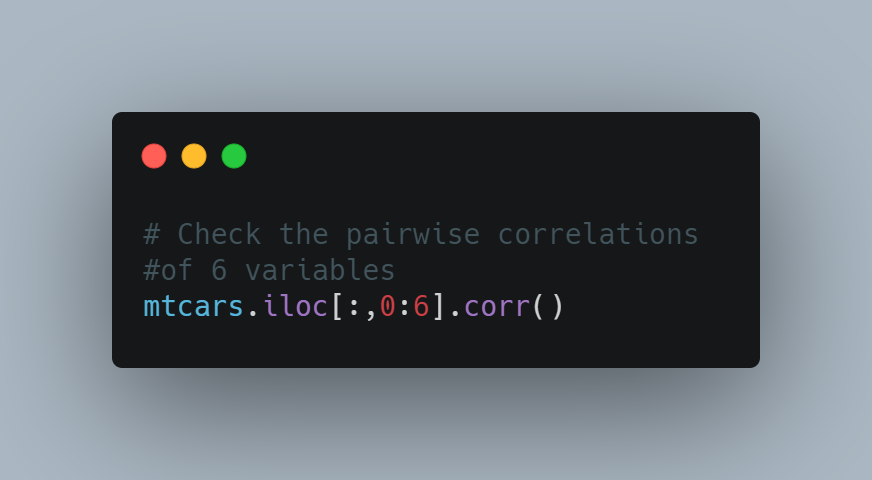 # Check the pairwise correlations
#of 6 variables
mtcars.iloc[:,0:6].corr()